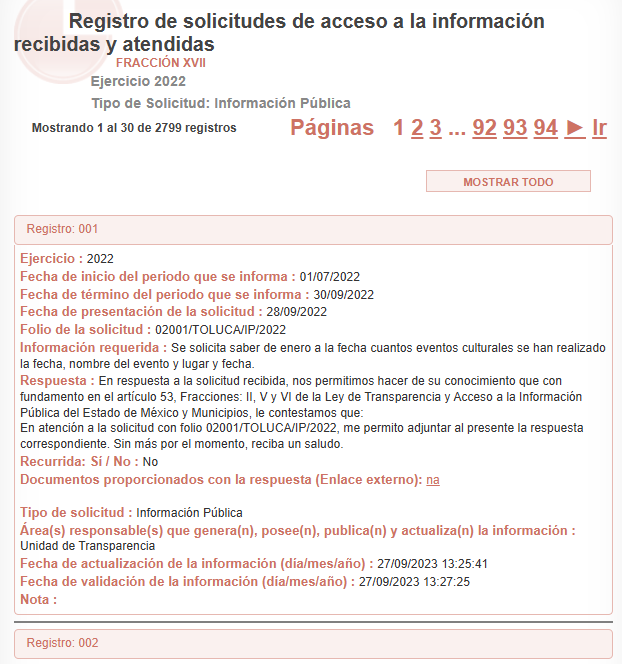 Registro de solicitudes de acceso a la información
recibidas y atendidas
FRACCIÓN XVII
Ejercicio 2022
Tipo de Solicitud: Información Pública
Mostrando 1 al 30 de 2799 registros
Páginas 1 2 3 ... 92 93 94 ► Ir
MOSTRAR TODO
Registro: 001
Ejercicio : 2022
Fecha de inicio del periodo que se informa : 01/07/2022
Fecha de término del periodo que se informa : 30/09/2022
Fecha de presentación de la solicitud : 28/09/2022
Folio de la solicitud : 02001/TOLUCA/IP/2022
Información requerida : Se solicita saber de enero a la fecha cuantos eventos culturales se han realizado
la fecha, nombre del evento y lugar y fecha.
Respuesta : En respuesta a la solicitud recibida, nos permitimos hacer de su conocimiento que con
fundamento en el artículo 53, Fracciones: II, V y VI de la Ley de Transparencia y Acceso a la Información
Pública del Estado de México y Municipios, le contestamos que:
En atención a la solicitud con folio 02001/TOLUCA/IP/2022, me permito adjuntar al presente la respuesta
correspondiente. Sin más por el momento, reciba un saludo.
Recurrida: Sí / No : No
Documentos proporcionados con la respuesta (Enlace externo): na
Tipo de solicitud : Información Pública
Área(s) responsable(s) que genera(n), posee(n), publica(n) y actualiza(n) la información :
Unidad de Transparencia
Fecha de actualización de la información (día/mes/año) : 27/09/2023 13:25:41
Fecha de validación de la información (día/mes/año) : 27/09/2023 13:27:25
Nota :
Registro: 002